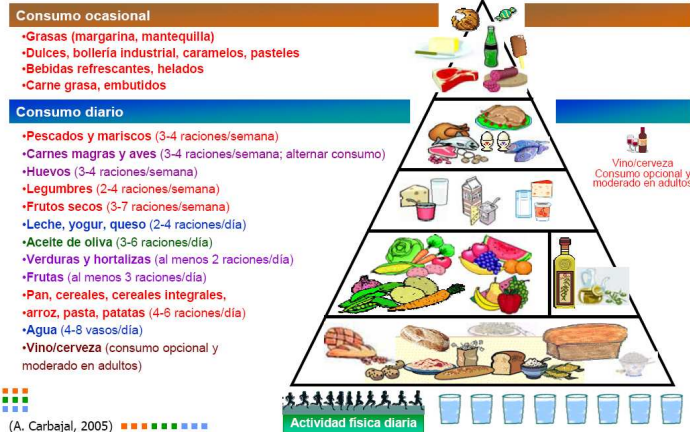 Consumo ocasional
•Grasas (margarina, mantequilla)
•Dulces, bollería industrial, caramelos, pasteles
•Bebidas refrescantes, helados
•Carne grasa, embutidos
Consumo diario
•Pescados y mariscos (3-4 raciones/semana)
•Carnes magras y aves (3-4 raciones/semana; alternar consumo)
•Huevos (3-4 raciones/semana)
•Legumbres (2-4 raciones/semana)
•Frutos secos (3-7 raciones/semana)
•Leche, yogur, queso (2-4 raciones/día)
•Aceite de oliva (3-6 raciones/día)
•Verduras y hortalizas (al menos 2 raciones/día)
•Frutas (al menos 3 raciones/día)
•Pan, cereales, cereales integrales,
•arroz, pasta, patatas (4-6 raciones/día)
•Agua (4-8 vasos/día)
•Vino/cerveza (consumo opcional y
moderado en adultos)
(A. Carbajal, 2005)
Vino/cerveza
Consumo opcional y
moderado en adultos
Actividad física diaria